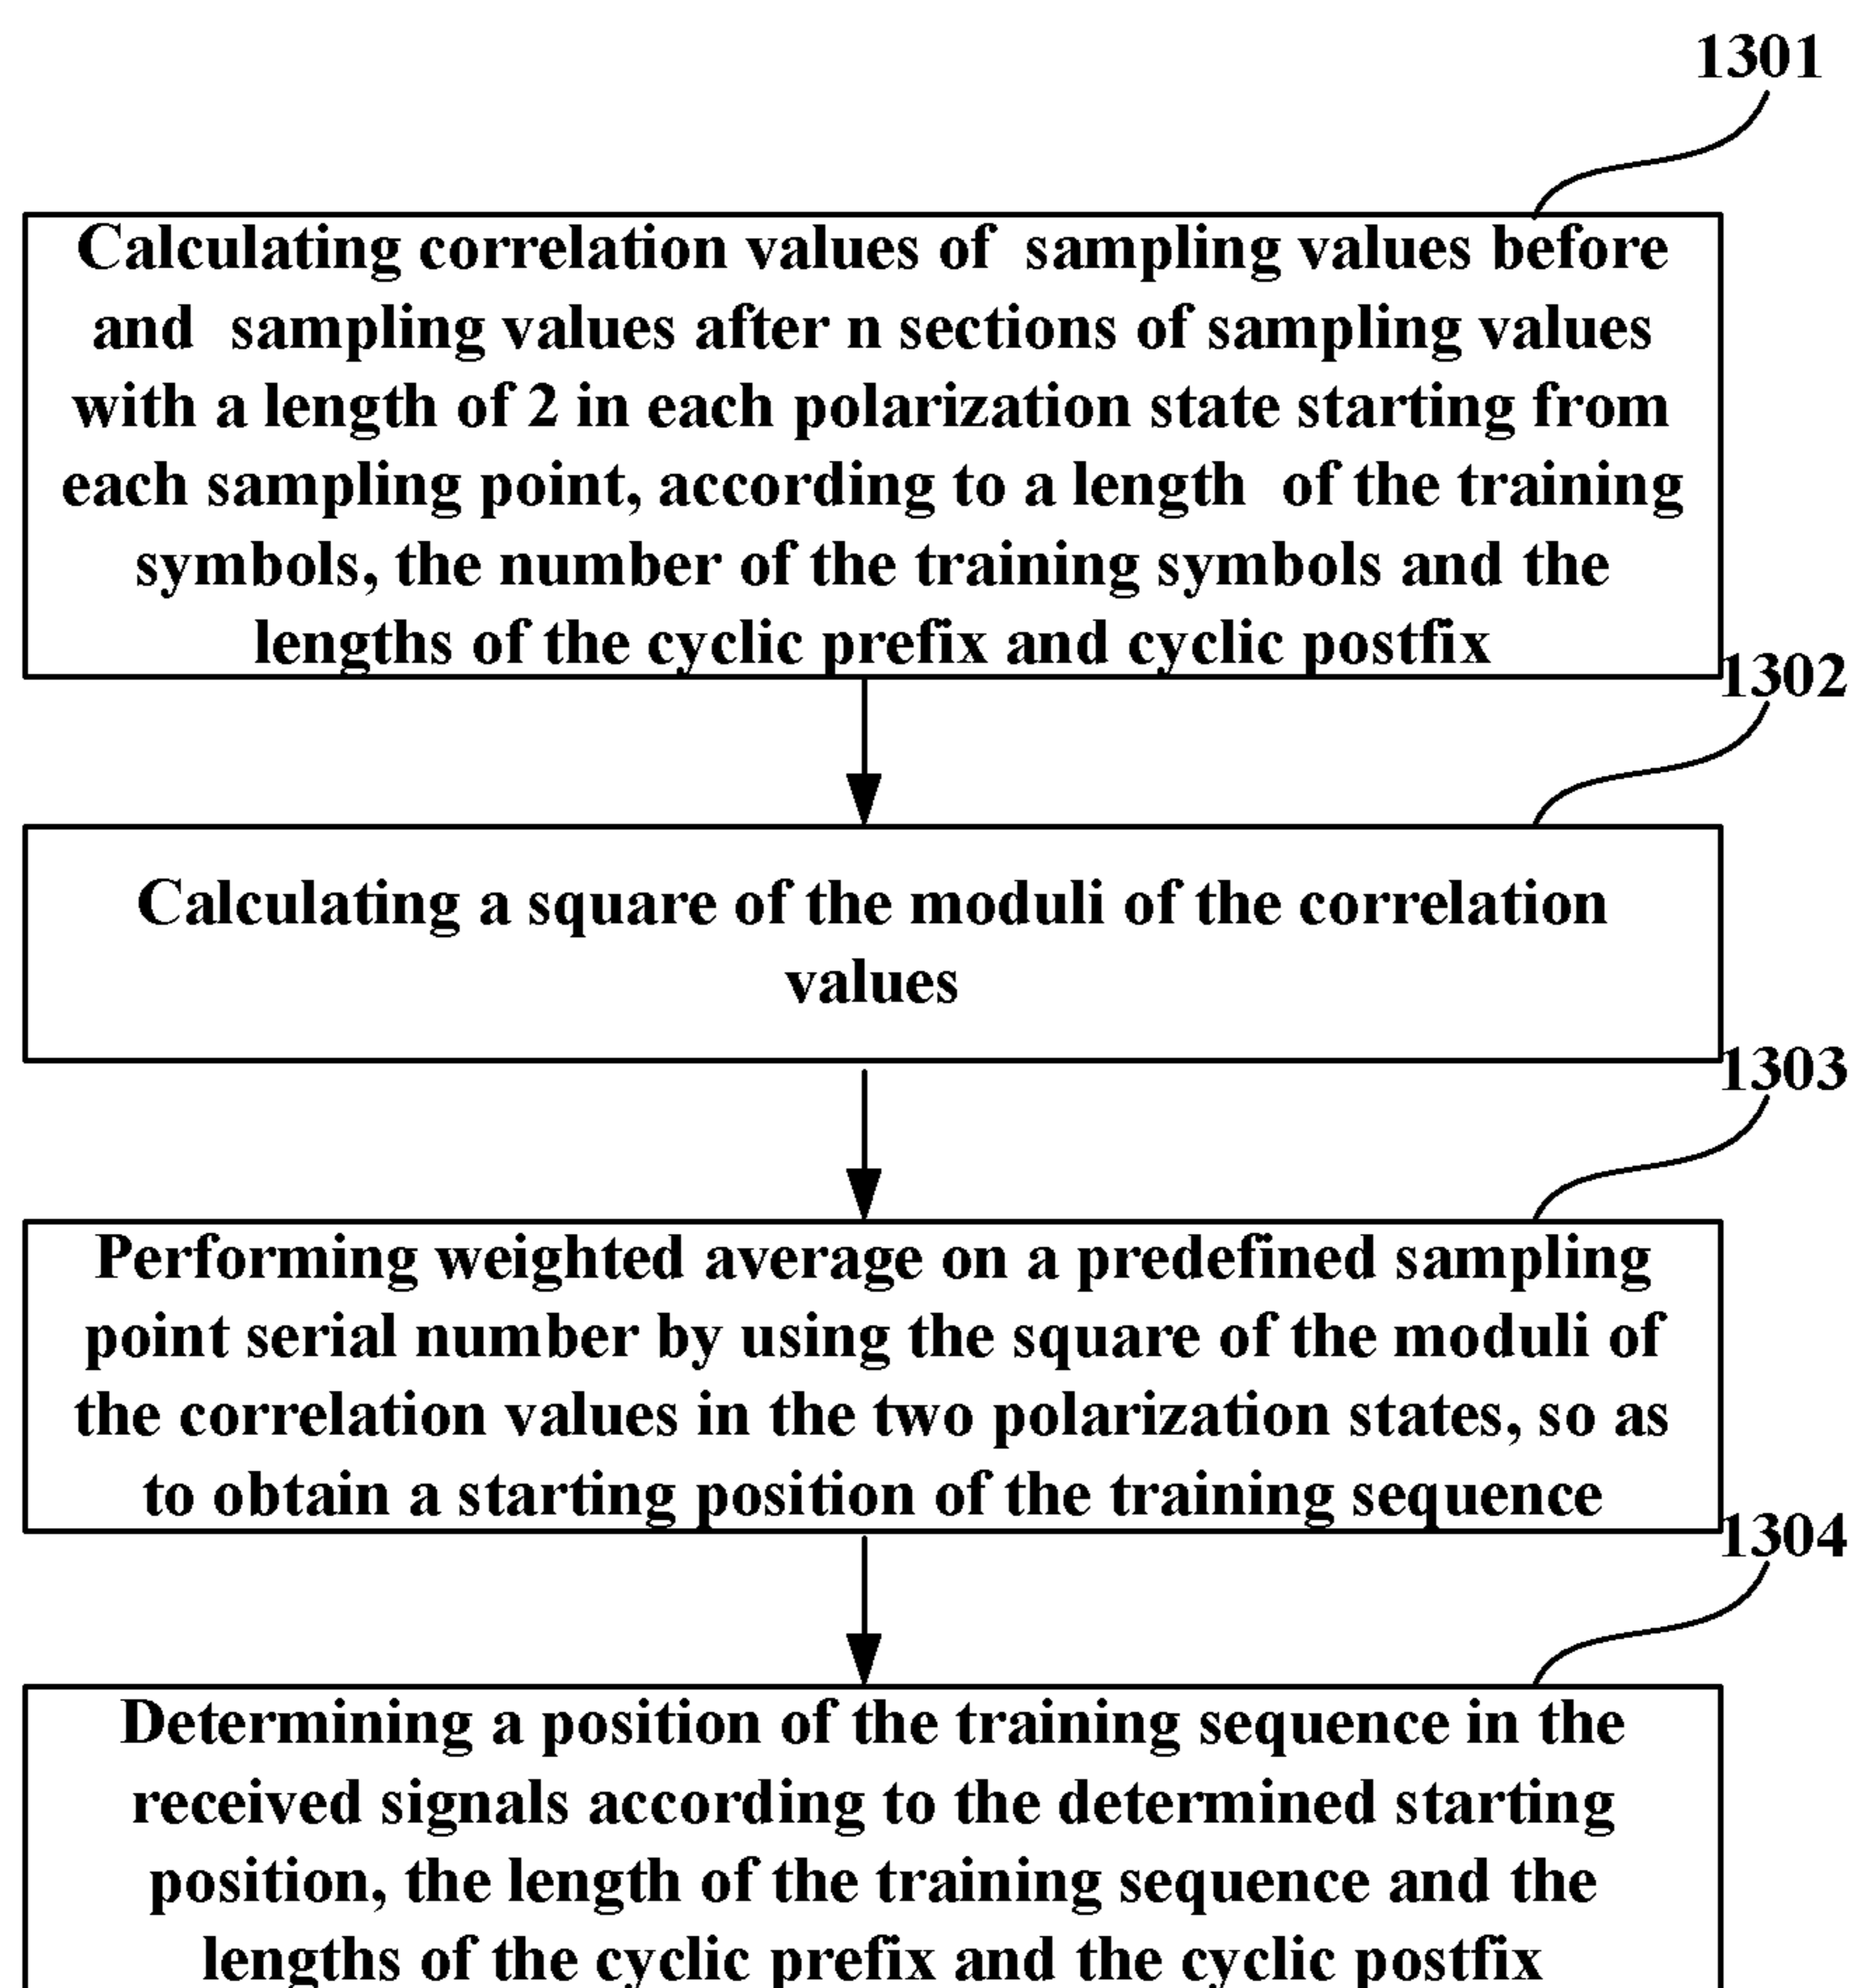 1301
Calculating correlation values of sampling values before
and sampling values after n sections of sampling values
with a length of 2 in each polarization state starting from
each sampling point, according to a length of the training
symbols, the number of the training symbols and the
lengths of the cyclic prefix and cyclic postfix
1302
Calculating a square of the moduli of the correlation
values
1303
Performing weighted average on a predefined sampling
point serial number by using the square of the moduli of
the correlation values in the two polarization states, so as
to obtain a starting position of the training sequence
1304
Determining a position of the training sequence in the
received signals according to the determined starting
position, the length of the training sequence and the
lengths of the cyclic prefix and the cyclic postfix